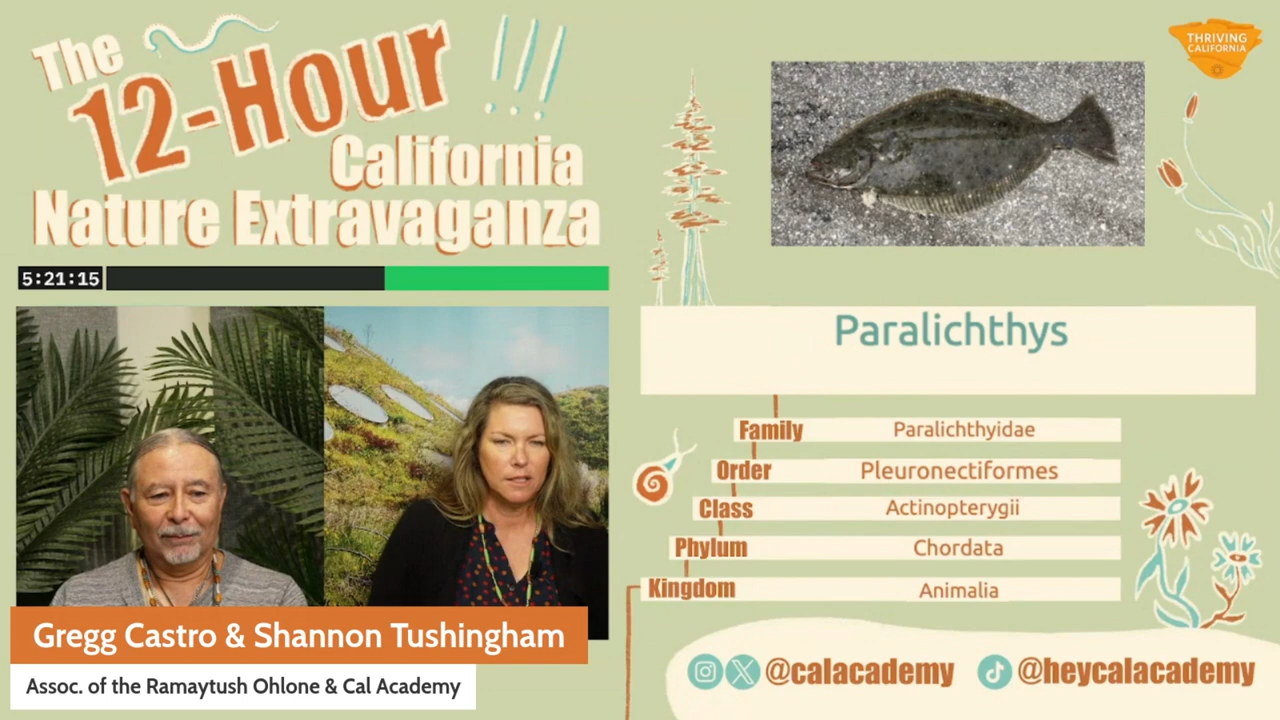 The
12-Hour !!!
California
Nature Extravaganza
THRIVING
CALIFORNIA
5:21:15
Paralichthys
Family Paralichthyidae
Order Pleuronectiformes
Class Actinopterygii
Phylum Chordata
Kingdom Animalia
Gregg Castro & Shannon Tushingham
Assoc. of the Ramaytush Ohlone & Cal Academy
@calacademy @heycalacademy